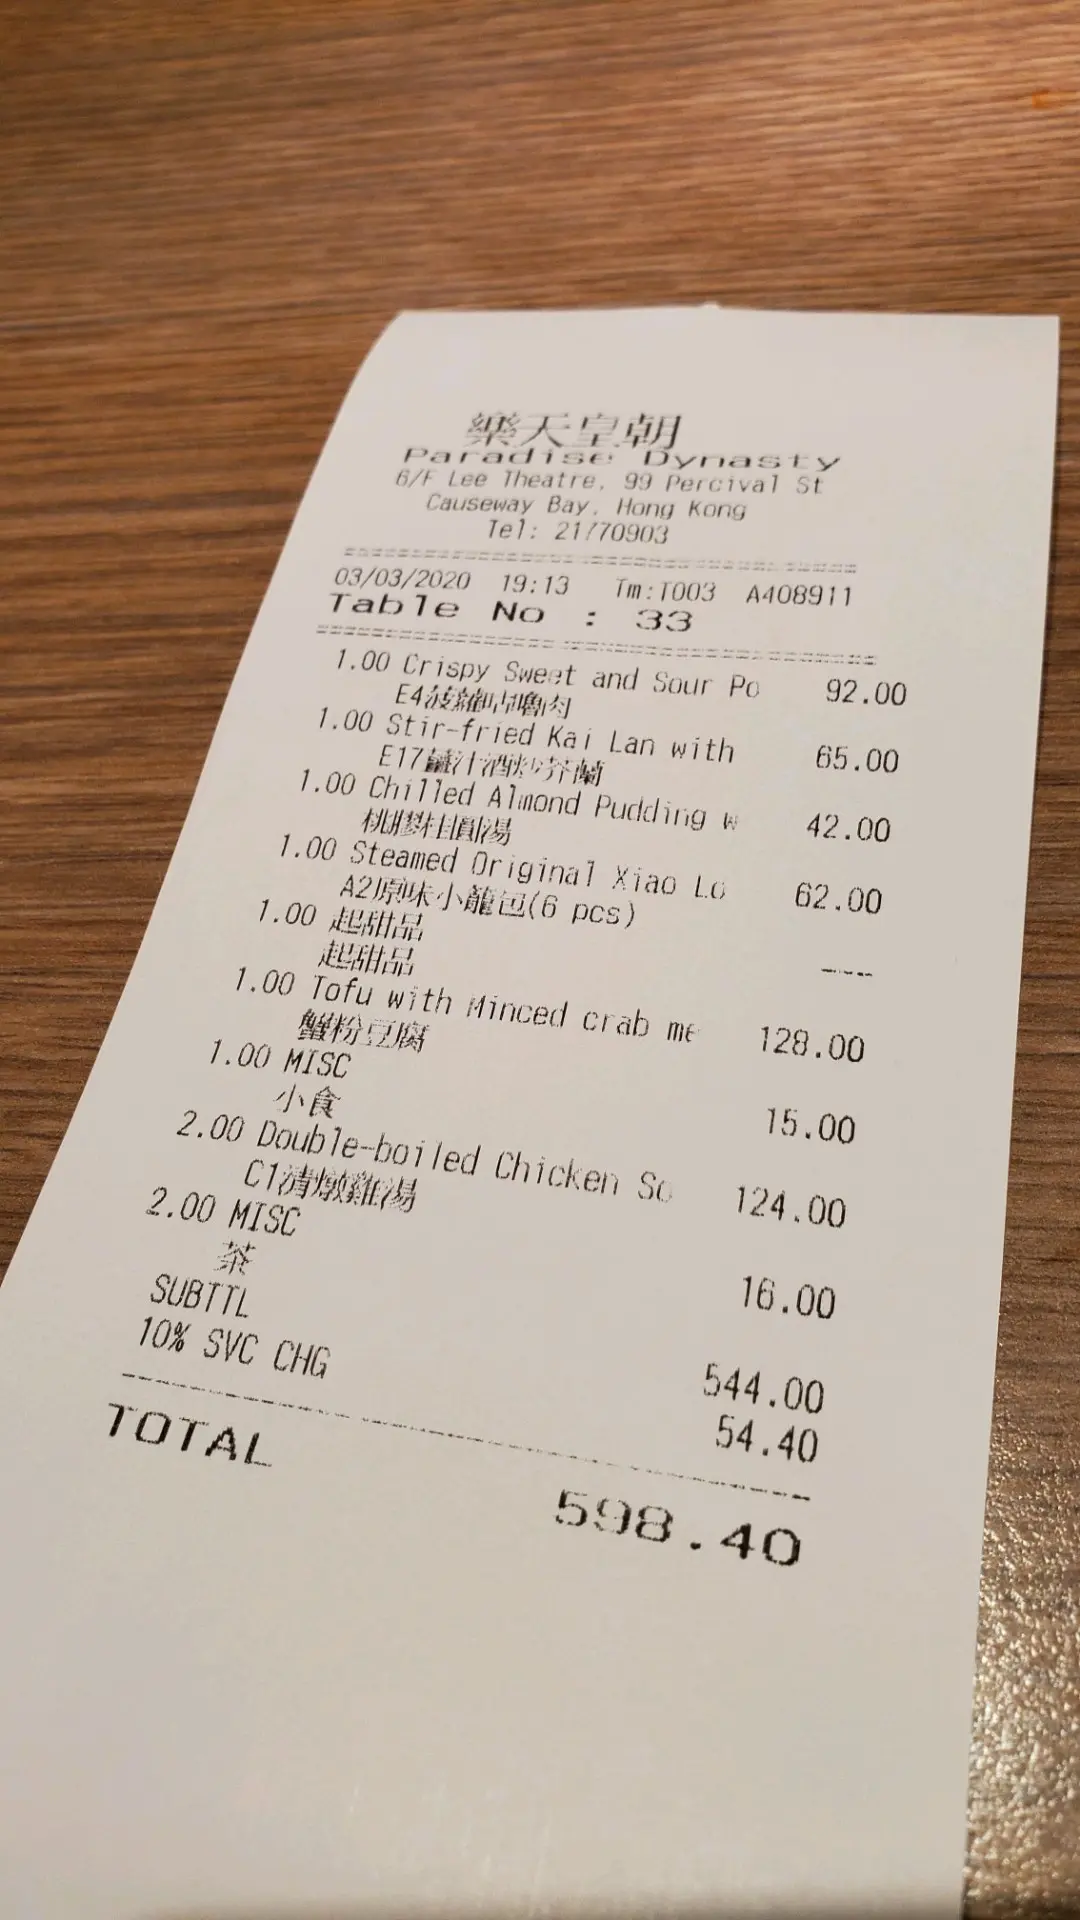 樂天皇朝
Paradise Dynasty
6/F Lee Theatre, 99 Percival St
Causeway Bay, Hong Kong
Tel: 21770903
03/03/2020 19:13 Tm:T003 A408911
Table No : 33
1.00 Crispy Sweet and Sour Po 92.00
E4菠蘿咕嚕肉
1.00 Stir-fried Kai Lan with 65.00
E17鹽汁酒炒芥蘭
1.00 Chilled Almond Pudding w 42.00
桃膠桂圓湯
1.00 Steamed Original Xiao Lo 62.00
A2原味小籠包(6 pcs)
1.00 起甜品 ---
起甜品
1.00 Tofu with Minced crab me 128.00
蟹粉豆腐
1.00 MISC 15.00
小食
2.00 Double-boiled Chicken So 124.00
C1清燉雞湯
2.00 MISC 16.00
茶
SUBTTL 544.00
10% SVC CHG 54.40
TOTAL 598.40